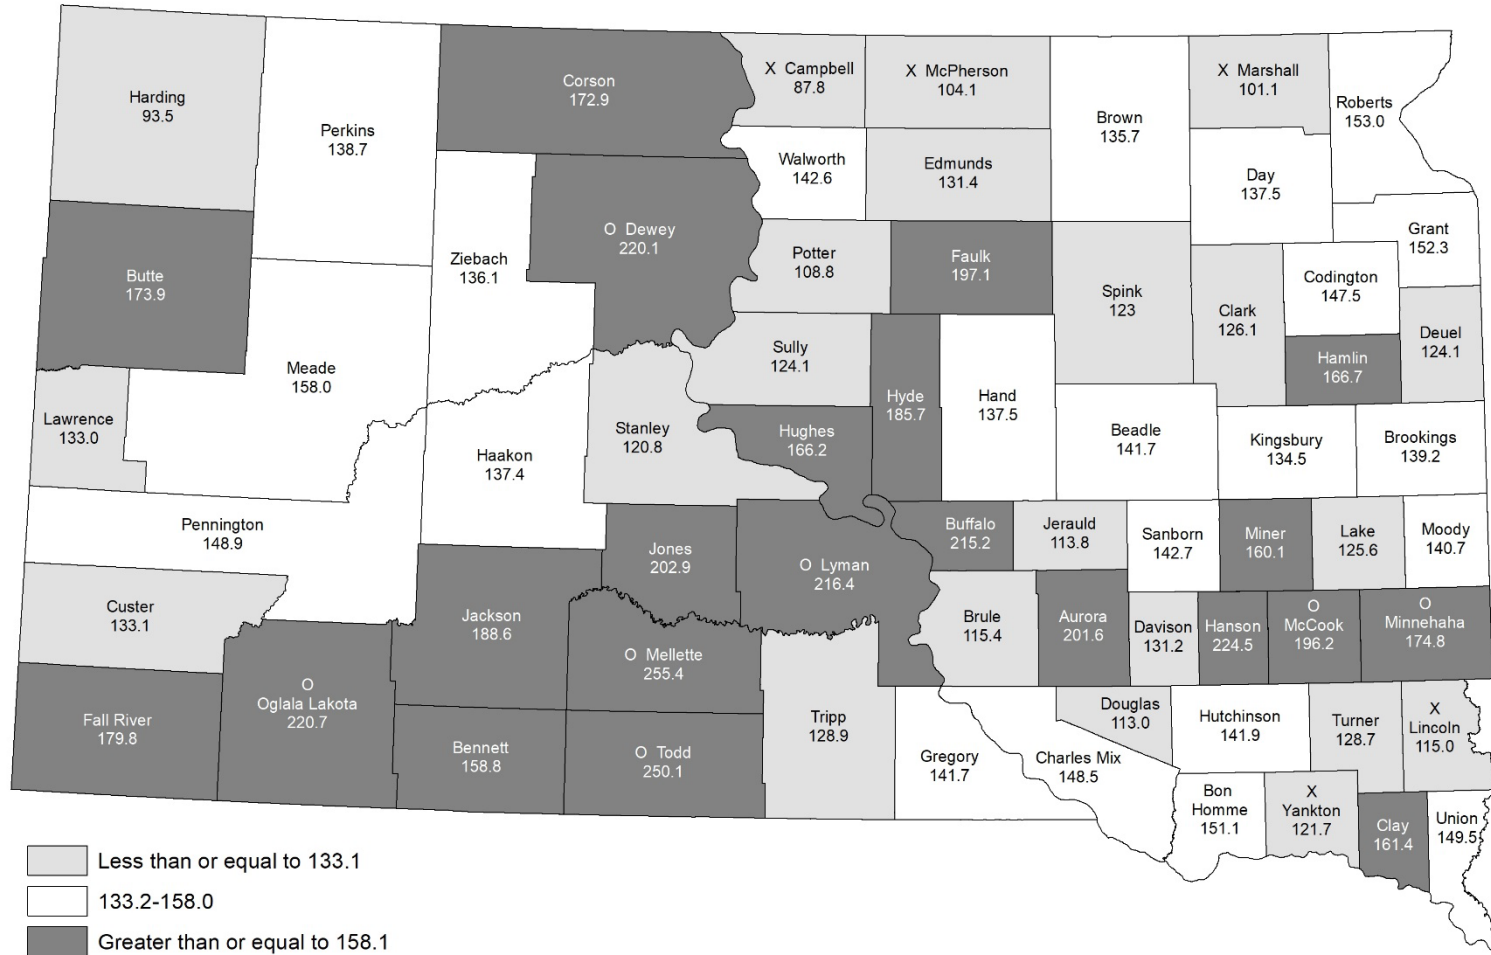 Harding
93.5
Perkins
138.7
Corson
172.9
X Campbell
87.8
X McPherson
104.1
Brown
135.7
X Marshall
101.1
Roberts
153.0
Walworth
142.6
Edmunds
131.4
Day
137.5
Grant
152.3
Butte
173.9
Ziebach
136.1
O Dewey
220.1
Potter
108.8
Faulk
197.1
Spink
123
Clark
126.1
Codington
147.5
Deuel
124.1
Hamlin
166.7
Meade
158.0
Sully
124.1
Hyde
185.7
Hand
137.5
Lawrence
133.0
Haakon
137.4
Stanley
120.8
Hughes
166.2
Beadle
141.7
Kingsbury
134.5
Brookings
139.2
Pennington
148.9
Jones
202.9
O Lyman
216.4
Buffalo
215.2
Jerauld
113.8
Sanborn
142.7
Miner
160.1
Lake
125.6
Moody
140.7
Custer
133.1
Jackson
188.6
O Mellette
255.4
Brule
115.4
Aurora
201.6
Davison
131.2
Hanson
224.5
O
McCook
196.2
O
Minnehaha
174.8
Fall River
179.8
O
Oglala Lakota
220.7
Bennett
158.8
O Todd
250.1
Tripp
128.9
Gregory
141.7
Charles Mix
148.5
Douglas
113.0
Hutchinson
141.9
Turner
128.7
X
Lincoln
115.0
Bon
Homme
151.1
X
Yankton
121.7
Clay
161.4
Union
149.5
Less than or equal to 133.1
133.2-158.0
Greater than or equal to 158.1